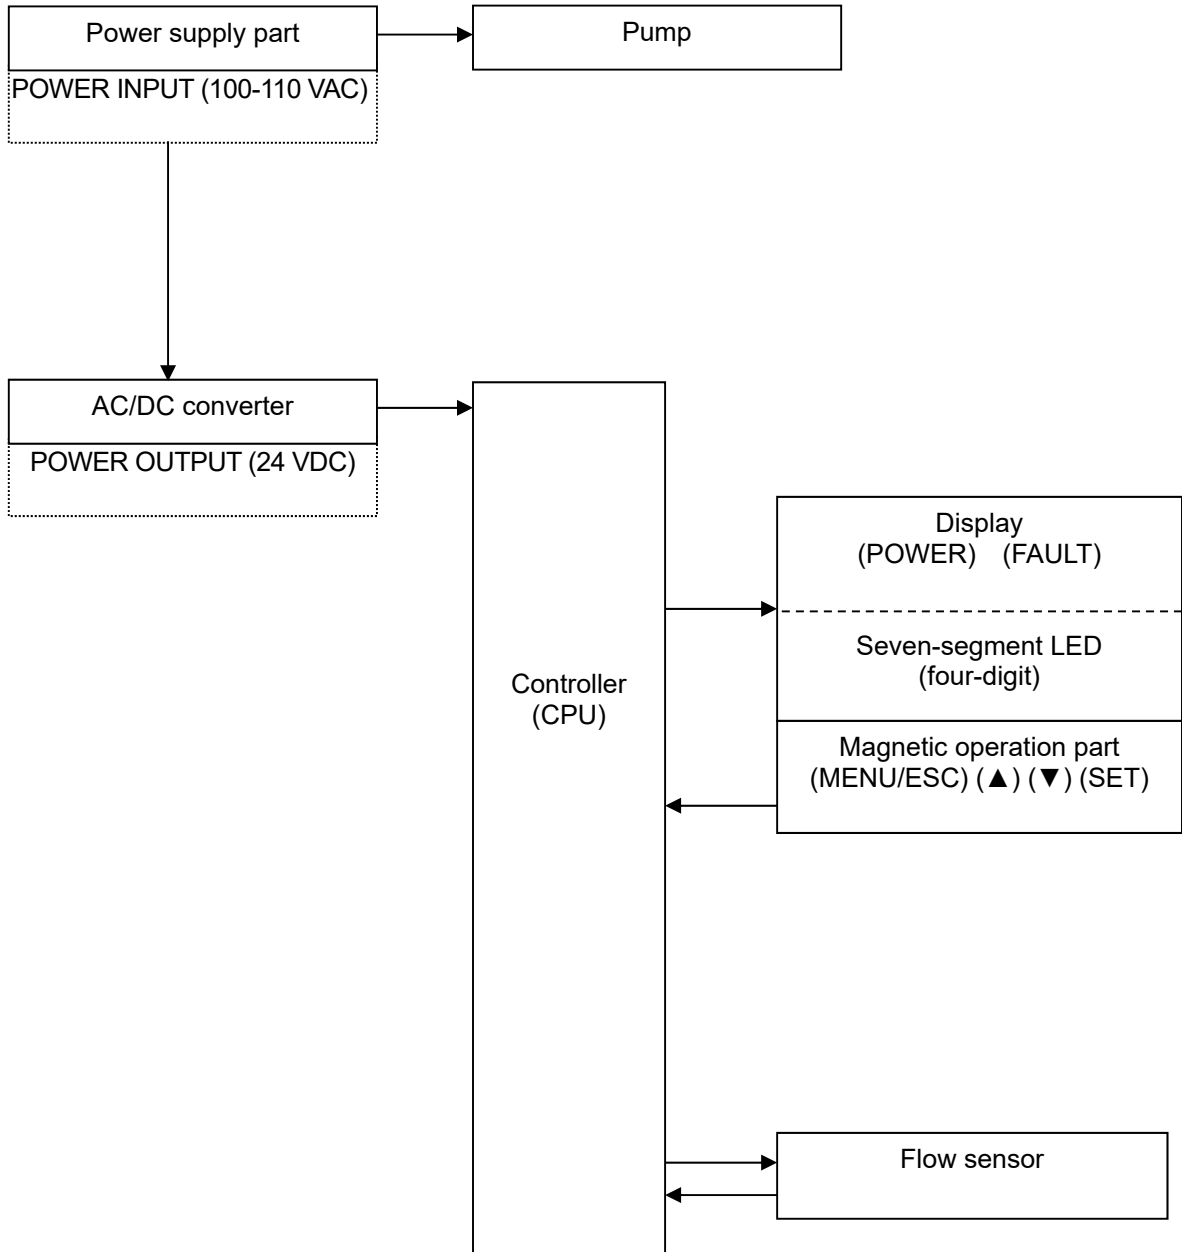 Power supply part
Pump
POWER INPUT (100-110 VAC)
AC/DC converter
POWER OUTPUT (24 VDC)
Display
(POWER) (FAULT)
Seven-segment LED
(four-digit)
Controller
(CPU)
Magnetic operation part
(MENU/ESC) (▲) (▼) (SET)
Flow sensor